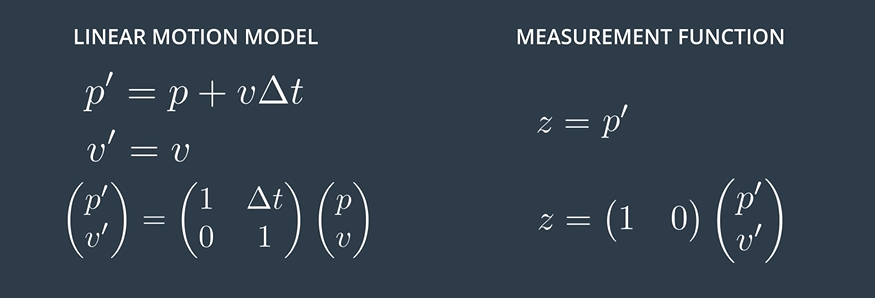 LINEAR MOTION MODEL
p′ = p + vΔt
v′ = v
(p′ v′) = (1 Δt 0 1) (p v)
MEASUREMENT FUNCTION
z = p′
z = (1 0) (p′ v′)